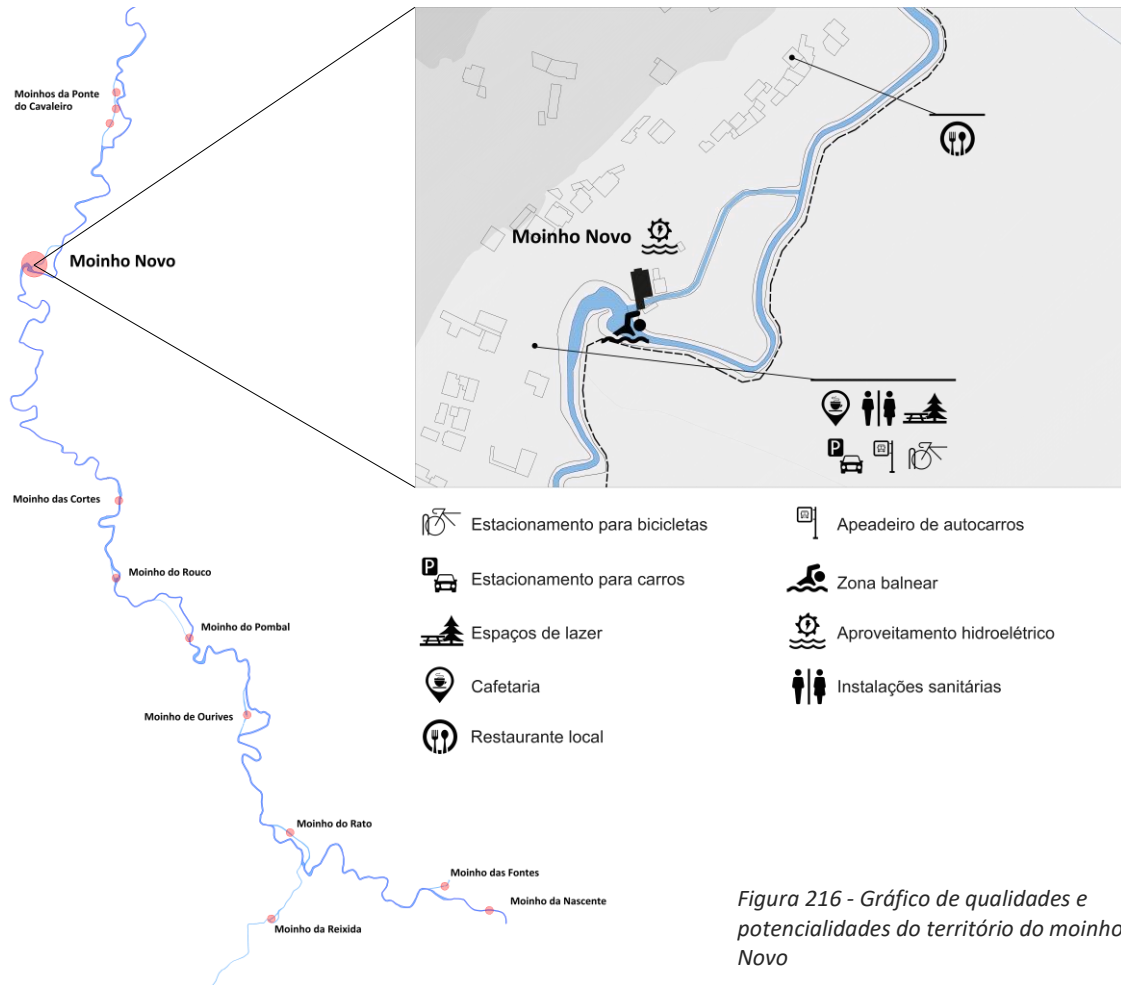 Moinhos da Ponte
do Cavaleiro
Moinho Novo
Moinho das Cortes
Moinho do Rouco
Moinho do Pombal
Moinho de Ourives
Moinho do Rato
Moinho das Fontes
Moinho da Nascente
Moinho da Reixida
Moinho Novo
P
Estacionamento para bicicletas
P
Estacionamento para carros
Espaços de lazer
Cafetaria
Restaurante local
Apeadeiro de autocarros
Zona balnear
Aproveitamento hidroelétrico
Instalações sanitárias
Figura 216 - Gráfico de qualidades e
potencialidades do território do moinho
Novo